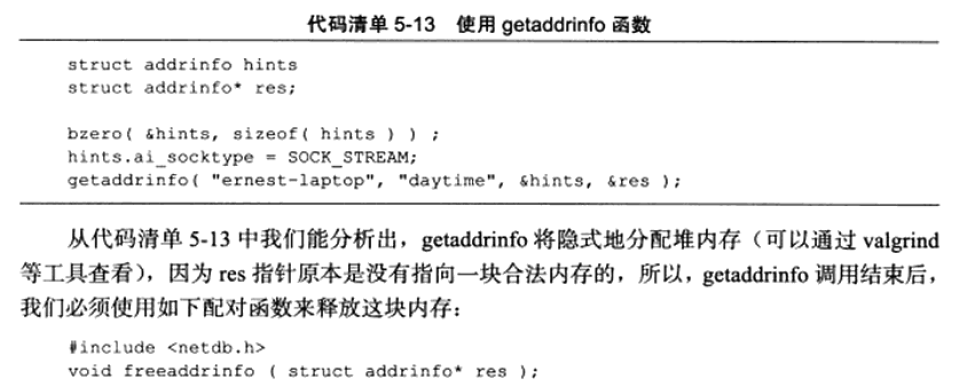 代码清单 5-13 使用 getaddrinfo 函数
struct addrinfo hints
struct addrinfo* res;
bzero( &hints, sizeof( hints ) ) ;
hints.ai_socktype = SOCK_STREAM;
getaddrinfo( "ernest-laptop", "daytime", &hints, &res );
从代码清单 5-13 中我们能分析出，getaddrinfo 将隐式地分配堆内存（可以通过 valgrind
等工具查看），因为 res 指针原本是没有指向一块合法内存的，所以，getaddrinfo 调用结束后，
我们必须使用如下配对函数来释放这块内存：
#include <netdb.h>
void freeaddrinfo ( struct addrinfo* res );